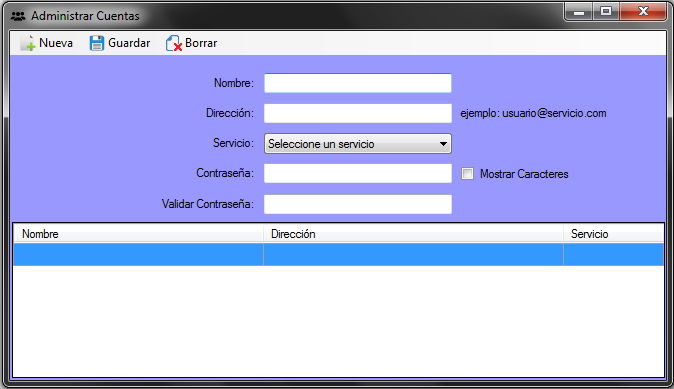 Administrar Cuentas
Nueva Guardar Borrar
Nombre:
Dirección: ejemplo: usuario@servicio.com
Servicio: Seleccione un servicio
Contraseña: Mostrar Caracteres
Validar Contraseña:
Nombre Dirección Servicio